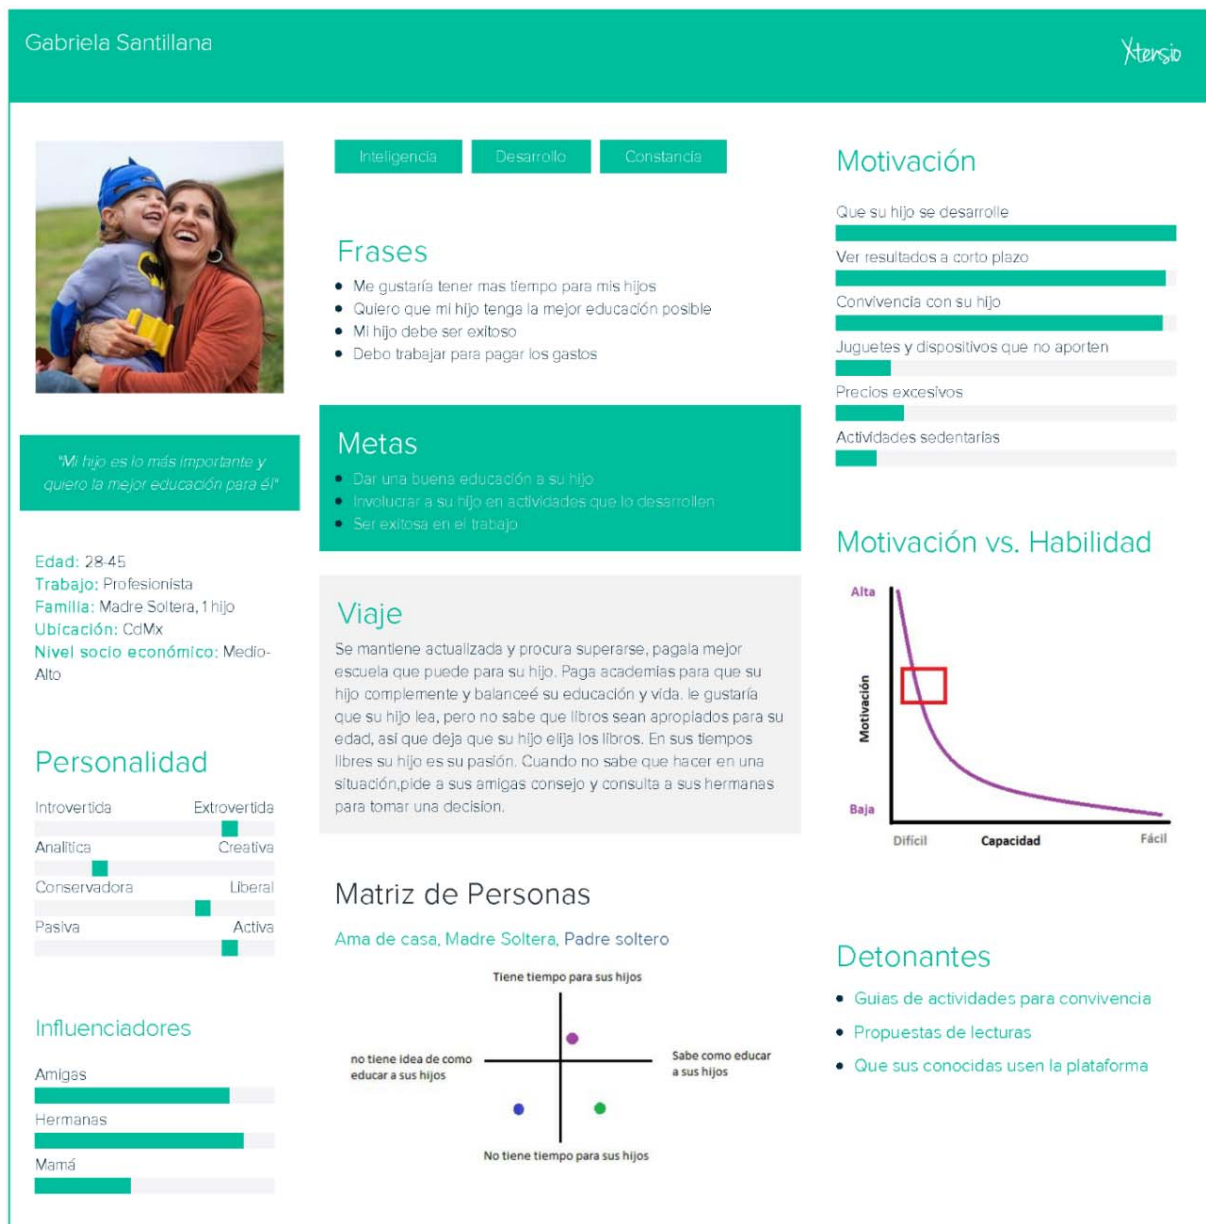 Gabriela Santillana
Xtensio
"Mi hijo es lo más importante y
quiero la mejor educación para él"
Edad: 28-45
Trabajo: Profesionista
Familia: Madre Soltera, 1 hijo
Ubicación: CdMx
Nivel socio económico: Medio-
Alto
Personalidad
Introvertida Extrovertida
Analítica Creativa
Conservadora Liberal
Pasiva Activa
Influenciadores
Amigas
Hermanas
Mamá
Inteligencia Desarrollo Constancia
Frases
• Me gustaría tener mas tiempo para mis hijos
• Quiero que mi hijo tenga la mejor educación posible
• Mi hijo debe ser exitoso
• Debo trabajar para pagar los gastos
Metas
• Dar una buena educación a su hijo
• Involucrar a su hijo en actividades que lo desarrollen
• Ser exitosa en el trabajo
Viaje
Se mantiene actualizada y procura superarse, pagala mejor
escuela que puede para su hijo. Paga academias para que su
hijo complemente y balanceé su educación y vida. le gustaría
que su hijo lea, pero no sabe que libros sean apropiados para su
edad, asi que deja que su hijo elija los libros. En sus tiempos
libres su hijo es su pasión. Cuando no sabe que hacer en una
situación,pide a sus amigas consejo y consulta a sus hermanas
para tomar una decision.
Matriz de Personas
Ama de casa, Madre Soltera, Padre soltero
Tiene tiempo para sus hijos
no tiene idea de como
educar a sus hijos
Sabe como educar
a sus hijos
No tiene tiempo para sus hijos
Motivación
Que su hijo se desarrolle
Ver resultados a corto plazo
Convivencia con su hijo
Juguetes y dispositivos que no aporten
Precios excesivos
Actividades sedentarias
Motivación vs. Habilidad
Alta
Motivación
Baja
Difícil Capacidad Fácil
Detonantes
• Guias de actividades para convivencia
• Propuestas de lecturas
• Que sus conocidas usen la plataforma